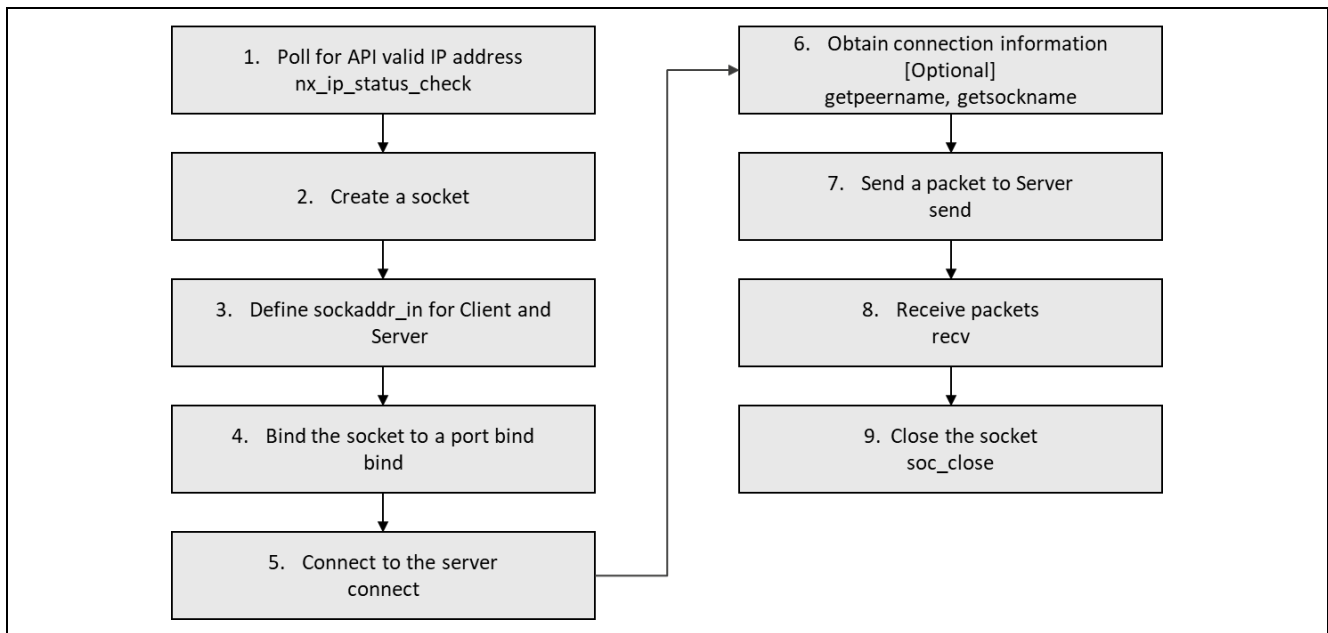 1. Poll for API valid IP address
nx_ip_status_check
2. Create a socket
3. Define sockaddr_in for Client and
Server
4. Bind the socket to a port bind
bind
5. Connect to the server
connect
6. Obtain connection information
[Optional]
getpeername, getsockname
7. Send a packet to Server
send
8. Receive packets
recv
9. Close the socket
soc_close